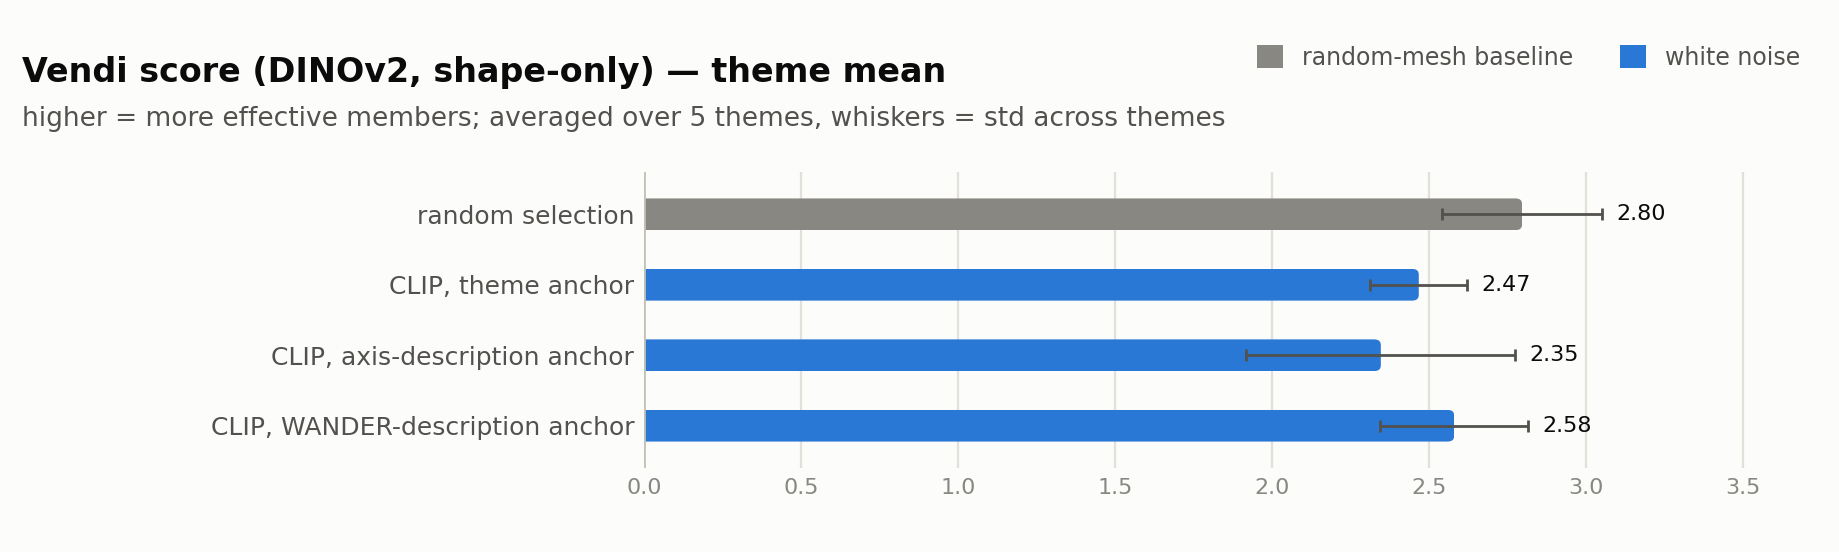 Vendi score (DINOv2, shape-only) — theme mean
higher = more effective members; averaged over 5 themes, whiskers = std across themes
random-mesh baseline
white noise
random selection
2.80
CLIP, theme anchor
2.47
CLIP, axis-description anchor
2.35
CLIP, WANDER-description anchor
2.58
0.0 0.5 1.0 1.5 2.0 2.5 3.0 3.5